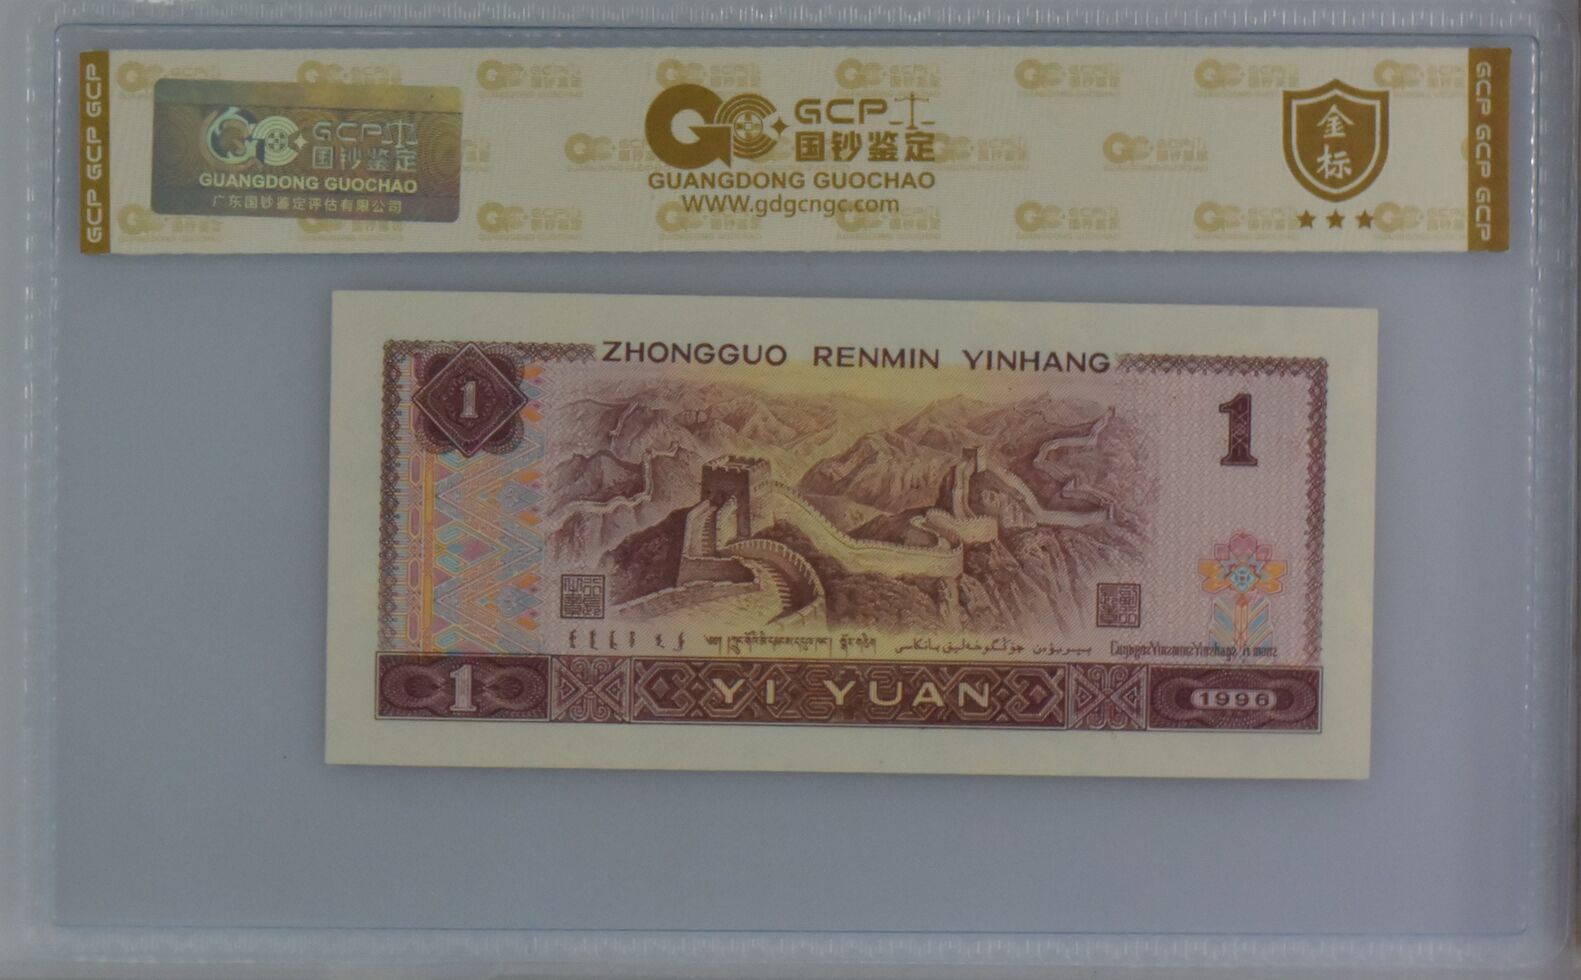 GCP GCP GCP
GCP
国钞鉴定
GUANGDONG GUOCHAO
广东国钞鉴定评估有限公司
GCP
国钞鉴定
GUANGDONG GUOCHAO
WWW.gdgcngc.com
金
标
GCP GCP GCP
ZHONGGUO RENMIN YINHANG
1
1
1
YI YUAN
1996